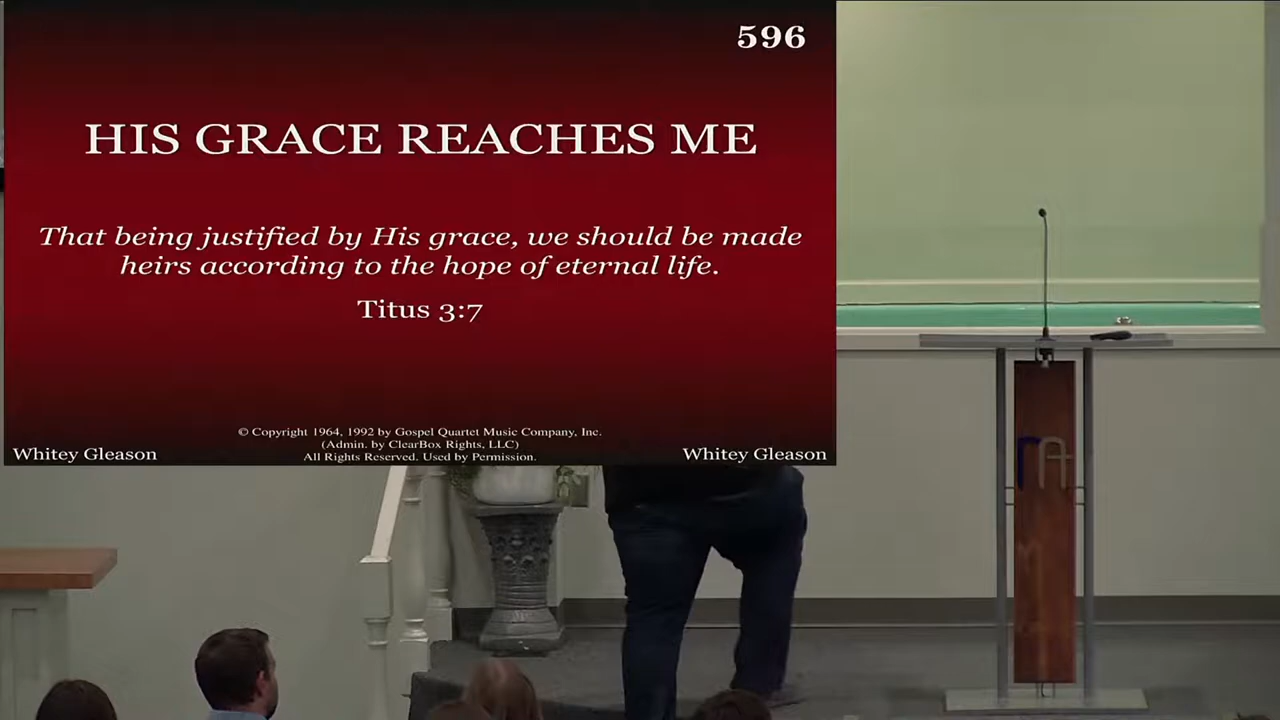 596
HIS GRACE REACHES ME
That being justified by His grace, we should be made
heirs according to the hope of eternal life.
Titus 3:7
© Copyright 1964, 1992 by Gospel Quartet Music Company, Inc.
(Admin. by ClearBox Rights, LLC)
All Rights Reserved. Used by Permission.
Whitey Gleason
Whitey Gleason